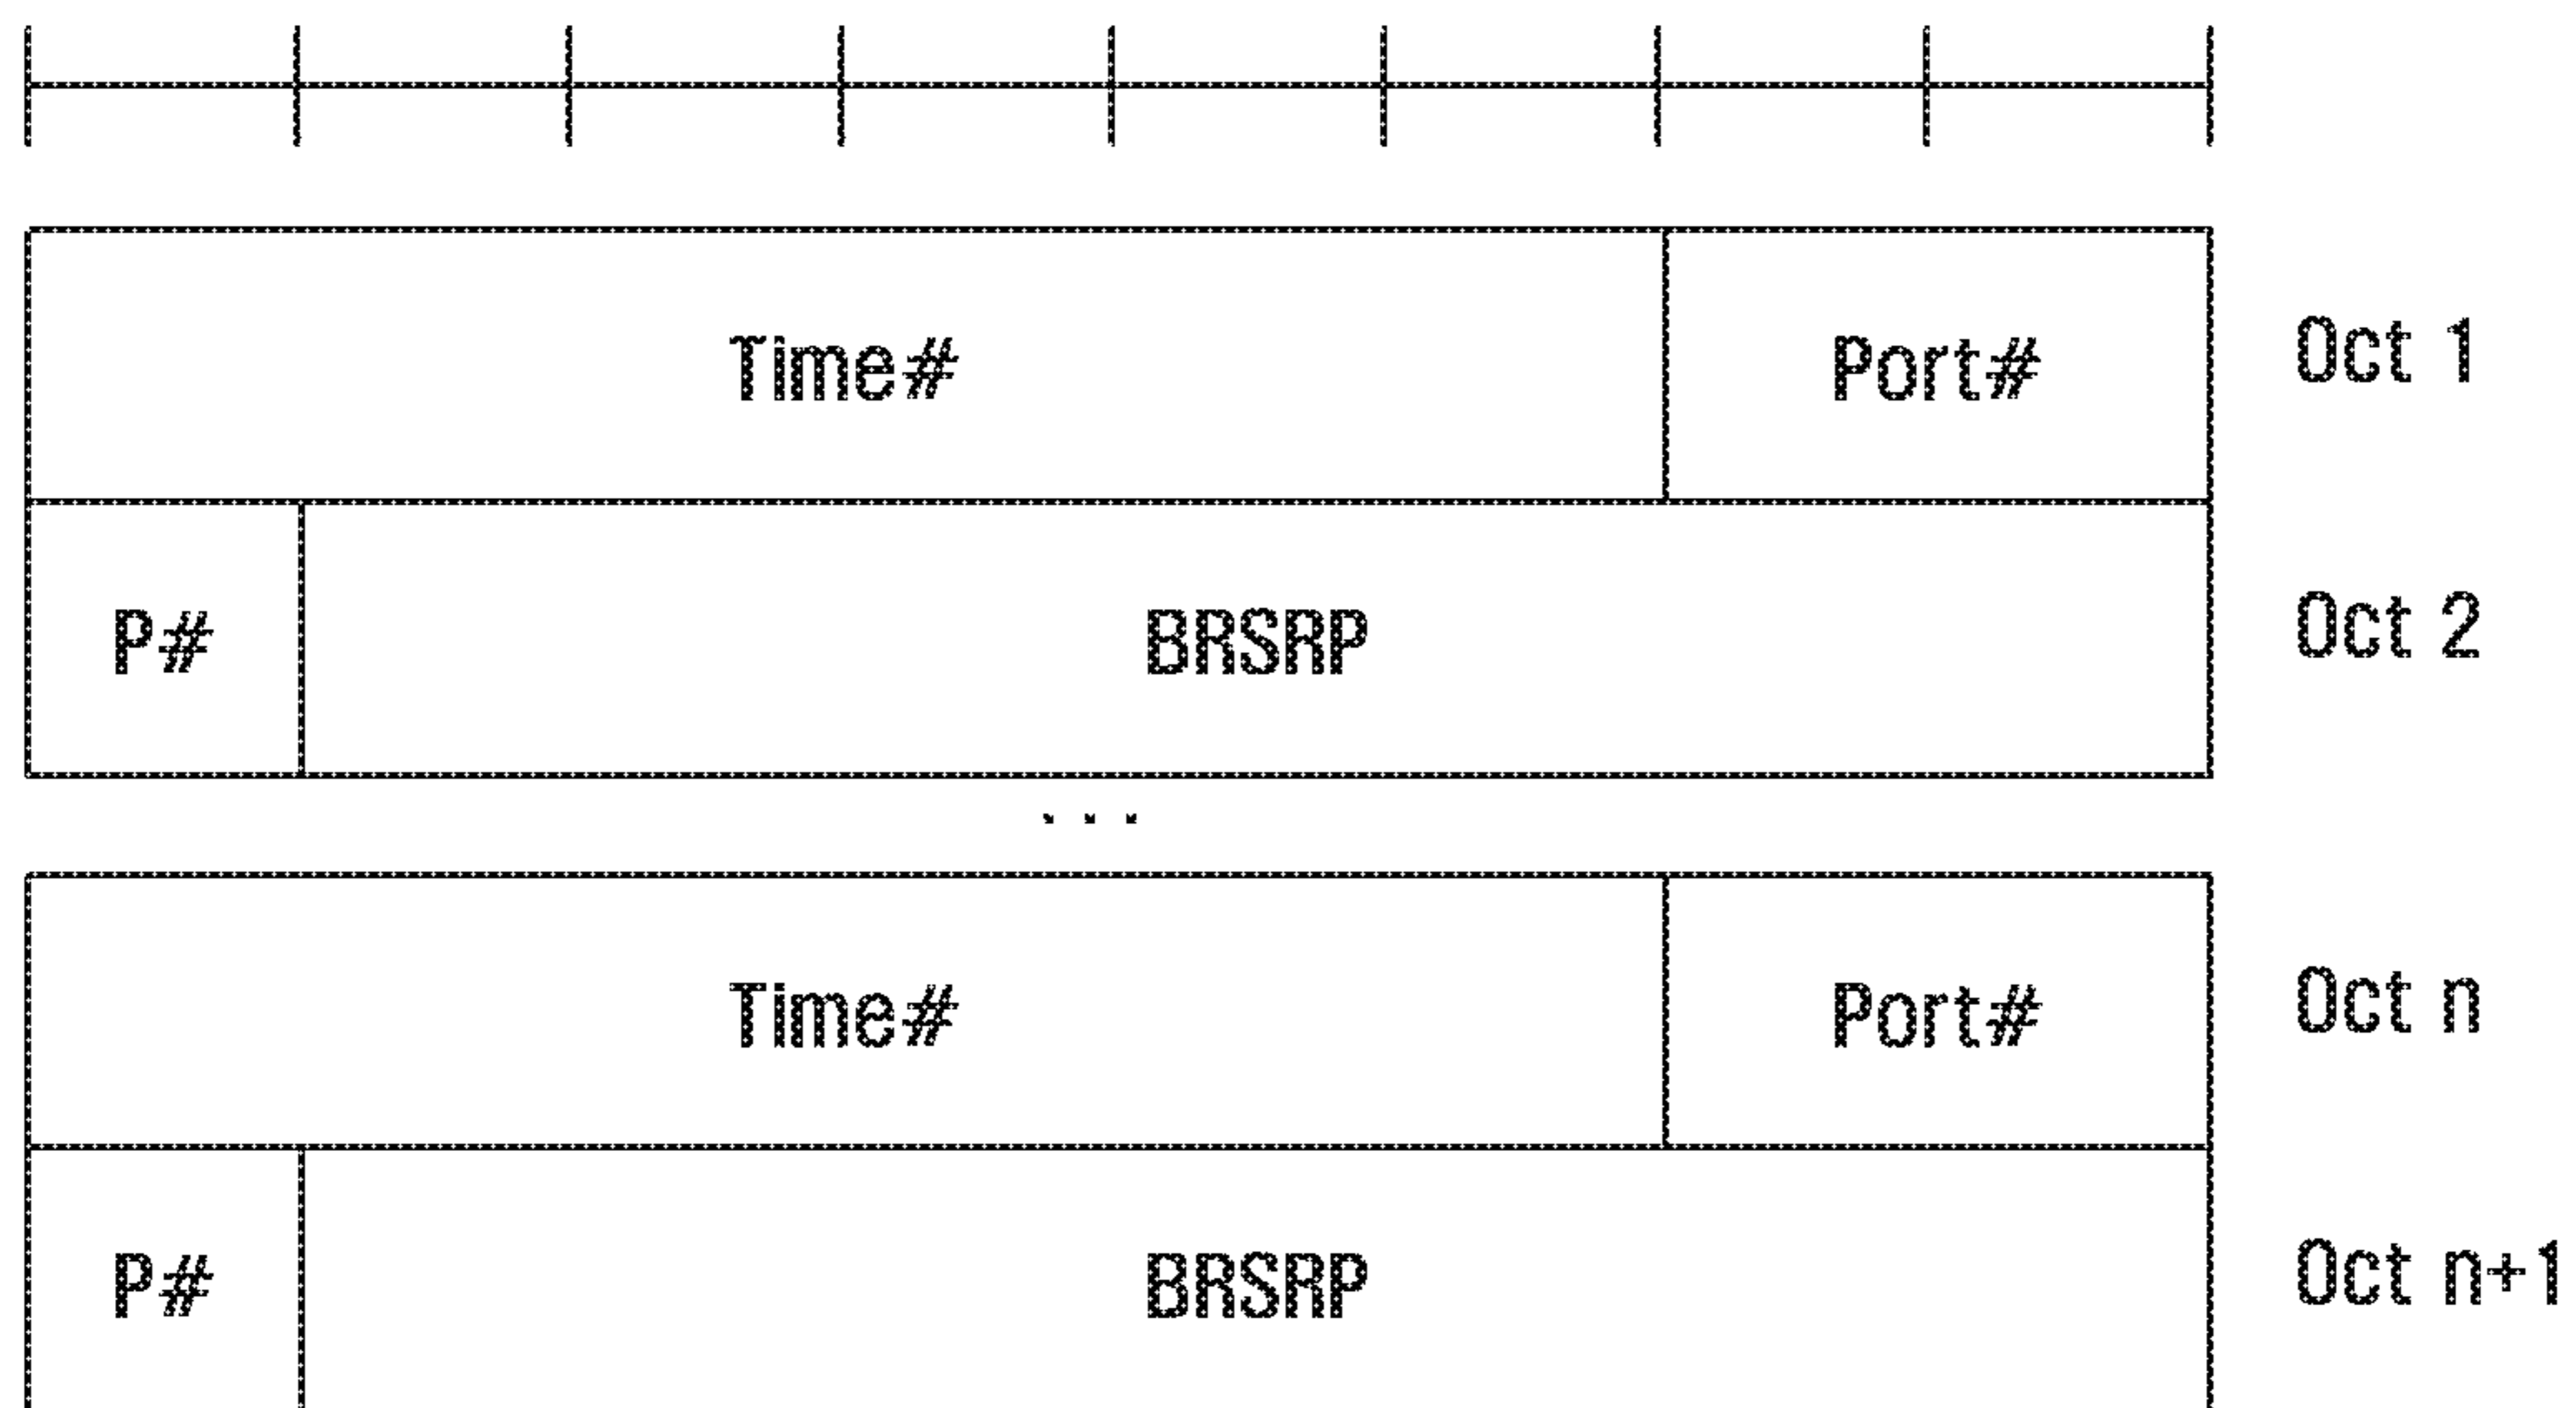 Time# Port# Oct 1
P# BRSRP Oct 2
...
Time# Port# Oct n
P# BRSRP Oct n+1